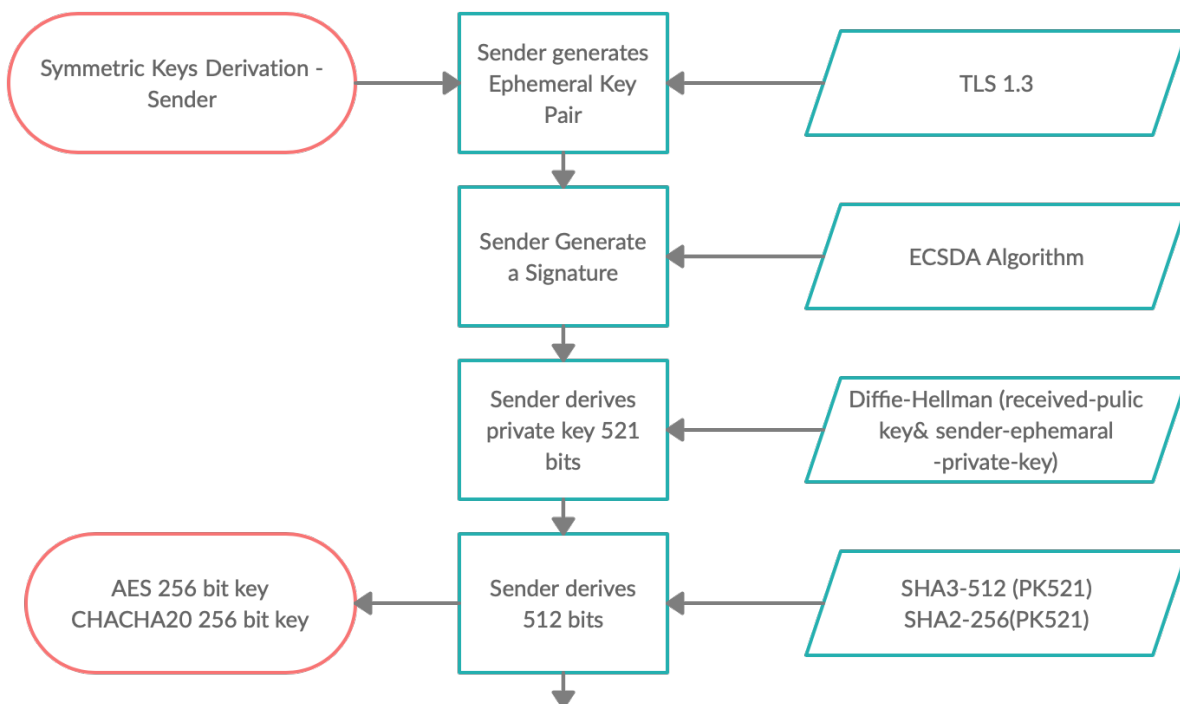 Symmetric Keys Derivation -
Sender
Sender generates
Ephemeral Key
Pair
TLS 1.3
Sender Generate
a Signature
ECSDA Algorithm
Sender derives
private key 521
bits
Diffie-Hellman (received-pulic
key& sender-ephemaral
-private-key)
AES 256 bit key
CHACHA20 256 bit key
Sender derives
512 bits
SHA3-512 (PK521)
SHA2-256(PK521)